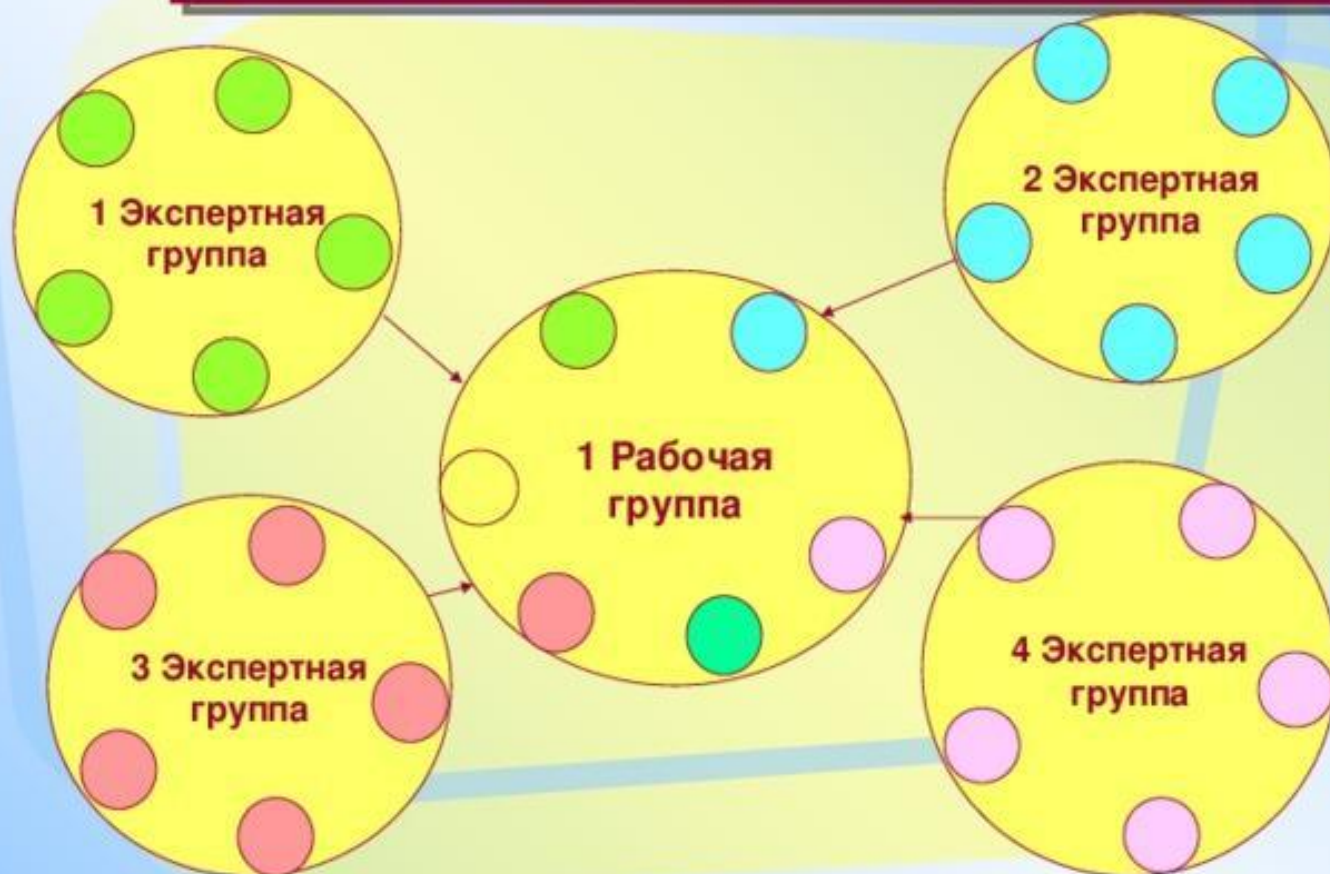 1 Экспертная
группа
2 Экспертная
группа
1 Рабочая
группа
3 Экспертная
группа
4 Экспертная
группа